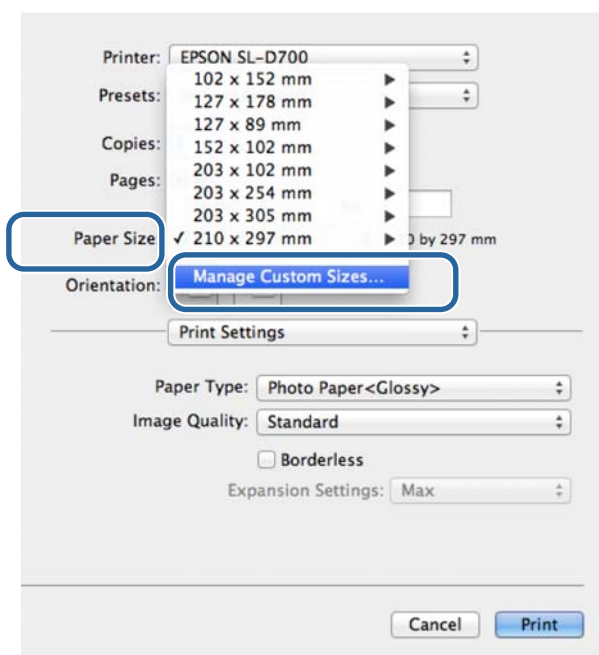 Printer: EPSON SL-D700
102 x 152 mm
Presets:
127 x 178 mm
127 x 89 mm
Copies:
152 x 102 mm
203 x 102 mm
Pages:
203 x 254 mm
203 x 305 mm
Paper Size ✓ 210 x 297 mm by 297 mm
Manage Custom Sizes...
Orientation:
Print Settings
Paper Type: Photo Paper<Glossy>
Image Quality: Standard
Borderless
Expansion Settings: Max
Cancel Print